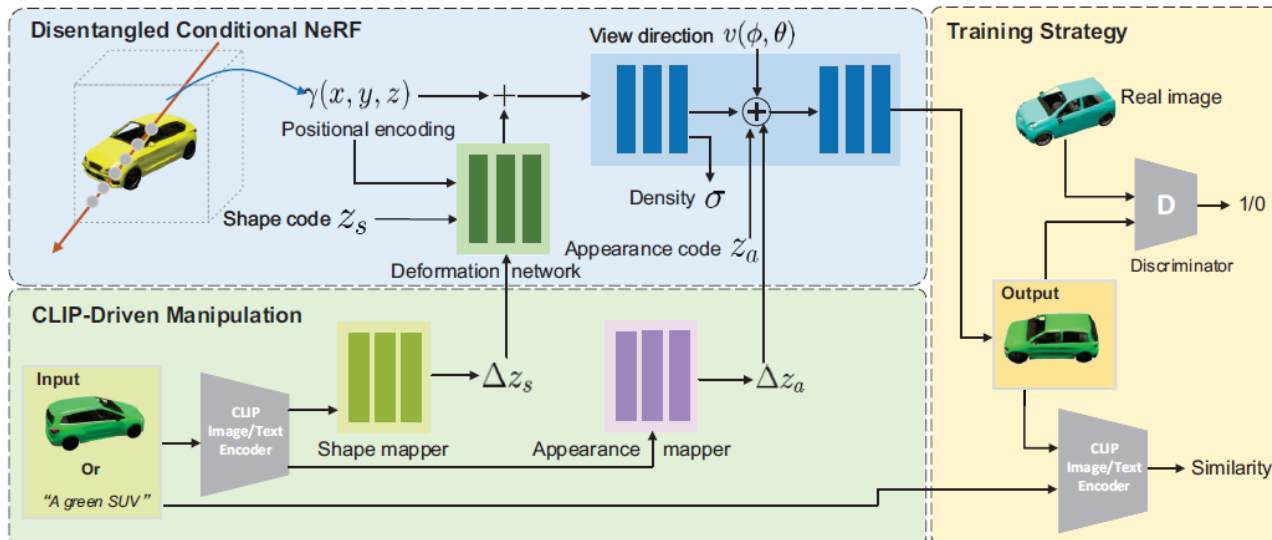 Disentangled Conditional NeRF
View direction v(ϕ, θ)
γ(x, y, z)
+
Positional encoding
Shape code z_s
Deformation network
Density σ
Appearance code z_a
CLIP-Driven Manipulation
Input
Or
“A green SUV”
CLIP
Image/Text
Encoder
Shape mapper
Δz_s
Appearance mapper
Δz_a
Training Strategy
Real image
D
1/0
Discriminator
Output
CLIP
Image/Text
Encoder
Similarity